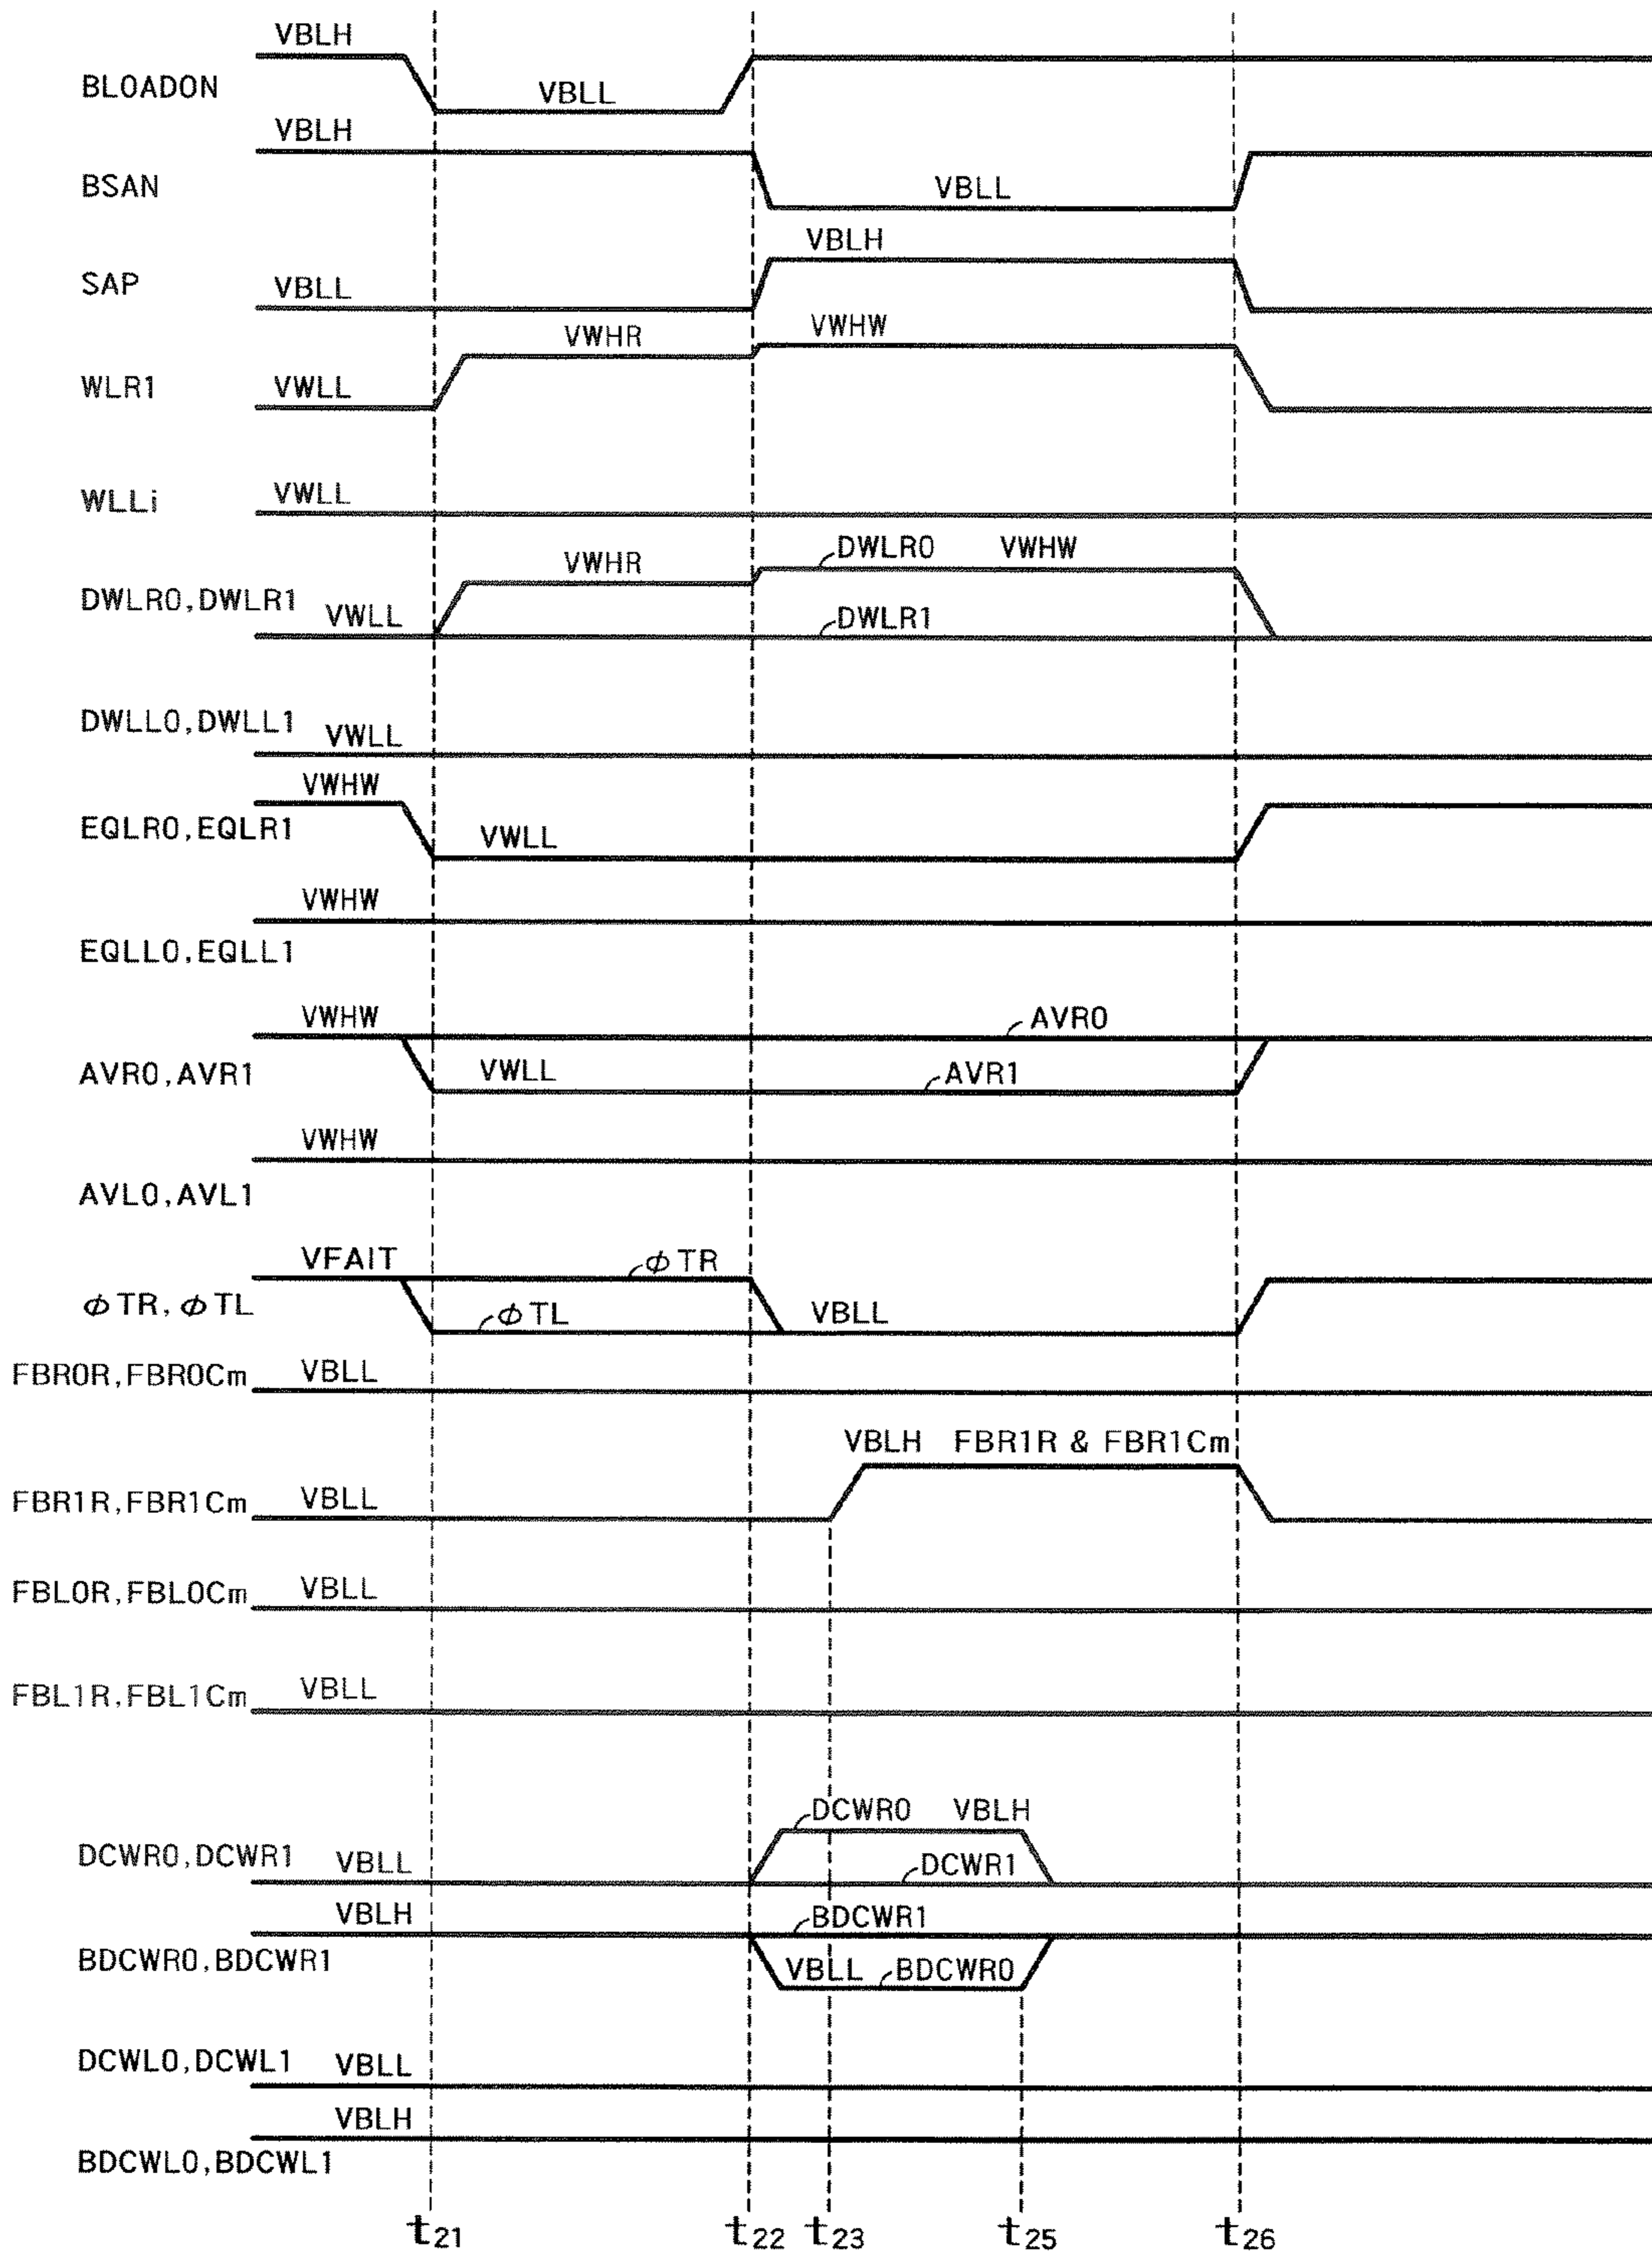 VBLH
BLOADON
VBLL
VBLH
BSAN
VBLL
VBLH
SAP
VBLL
VWHR
VWHW
WLR1
VWLL
WLLi
VWLL
DWLR0
VWHW
VWHR
DWLR0,DWLR1
VWLL
DWLR1
DWLL0,DWLL1
VWLL
VWHW
EQLR0,EQLR1
VWLL
VWHW
EQLL0,EQLL1
VWHW
AVR0
AVR0,AVR1
VWLL
AVR1
VWHW
AVL0,AVL1
VFAIT
φTR
φTR, φTL
φTL
VBLL
FBR0R,FBR0Cm
VBLL
VBLH FBR1R & FBR1Cm
FBR1R,FBR1Cm
VBLL
FBL0R,FBL0Cm
VBLL
FBL1R,FBL1Cm
VBLL
DCWR0
VBLH
DCWR0,DCWR1
VBLL
DCWR1
VBLH
BDCWR1
BDCWR0,BDCWR1
VBLL
BDCWR0
DCWL0,DCWL1
VBLL
VBLH
BDCWL0,BDCWL1
t21 t22 t23 t25 t26